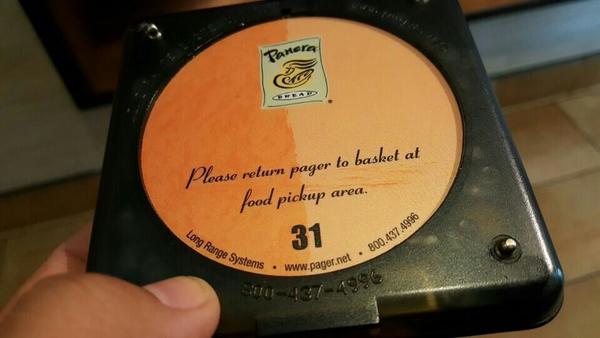 Panera
BREAD
Please return pager to basket at
food pickup area.
31
Long Range Systems • www.pager.net • 800.437.4996
800-437-4996